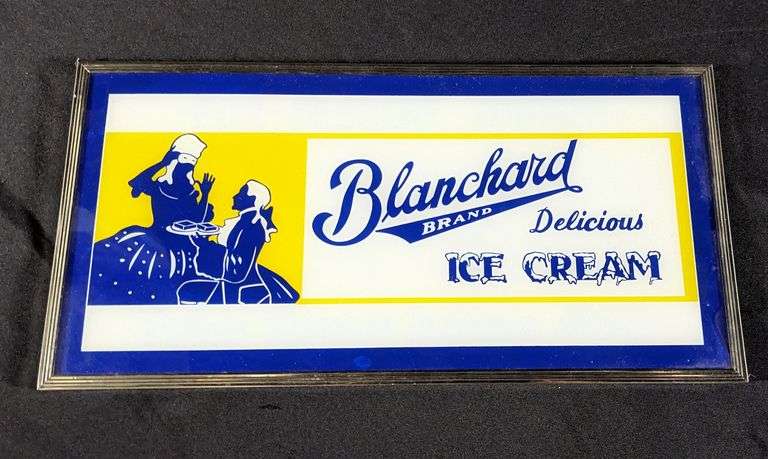 Blanchard
BRAND
Delicious
ICE CREAM